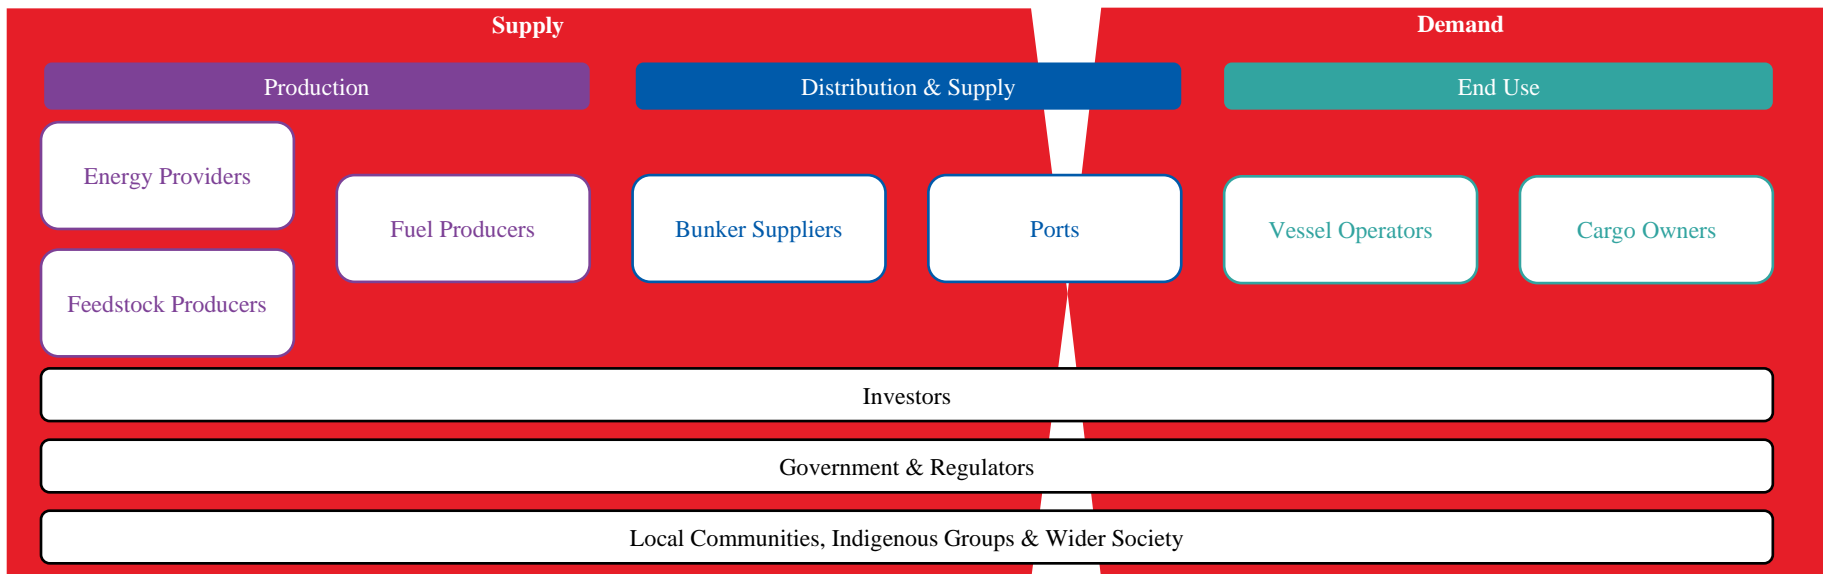 Supply
Demand
Production
Distribution & Supply
End Use
Energy Providers
Feedstock Producers
Fuel Producers
Bunker Suppliers
Ports
Vessel Operators
Cargo Owners
Investors
Government & Regulators
Local Communities, Indigenous Groups & Wider Society